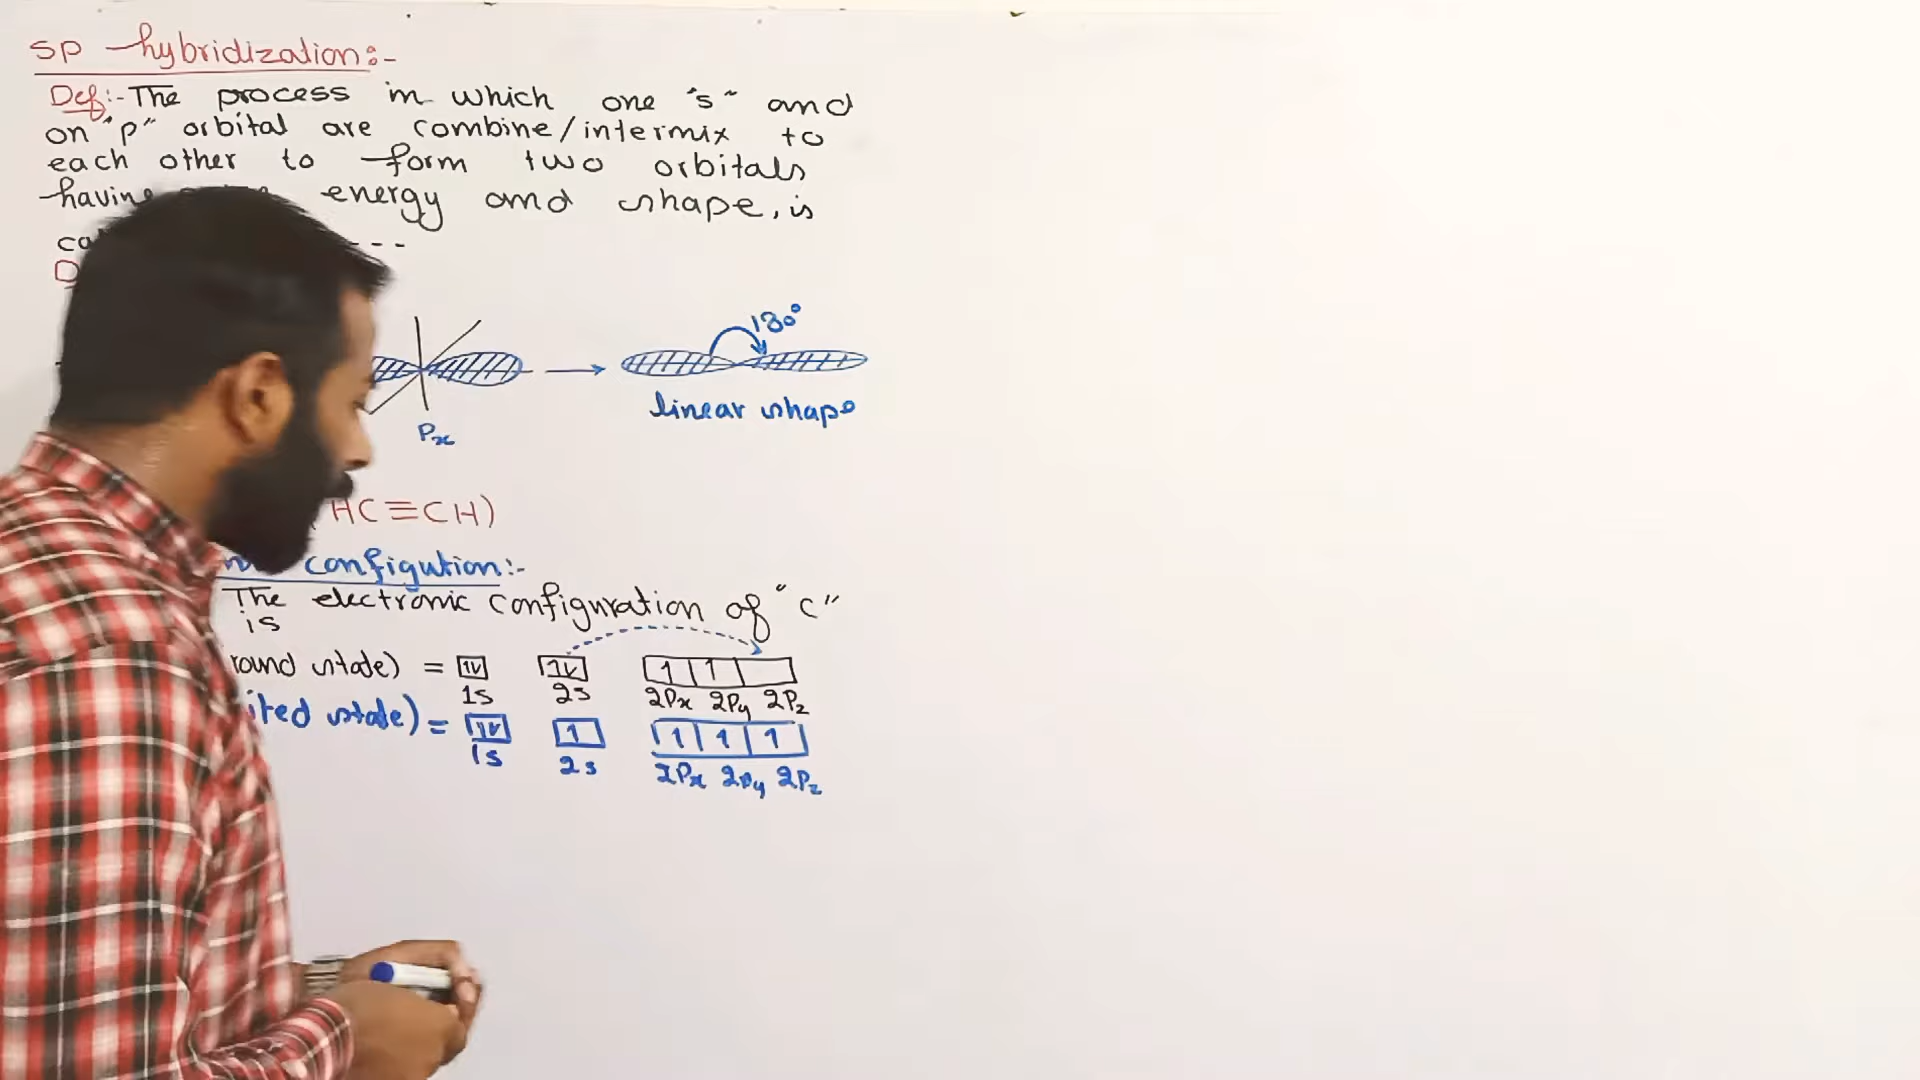 SP hybridization:-
Def:- The process in which one "s" and
on "p" orbital are combine/intermix to
each other to form two orbitals
having energy and shape, is
---
180°
linear shape
Px
HC≡CH)
configution:-
The electronic configuration of "c"
is
round state) = 1s 2s 2Px 2Py 2Pz
ited state) = 1s 2s 2Px 2Py 2Pz